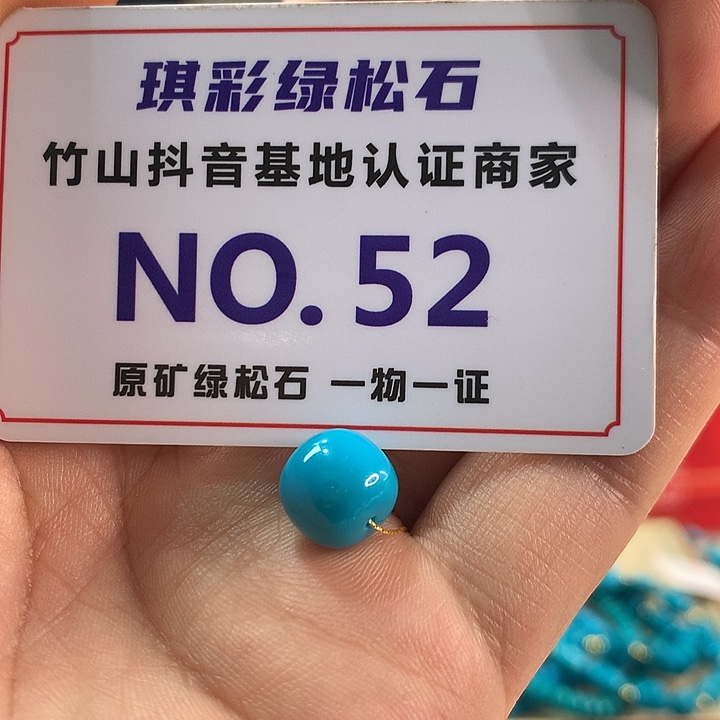 琪彩绿松石
竹山抖音基地认证商家
NO.52
原矿绿松石 一物一证